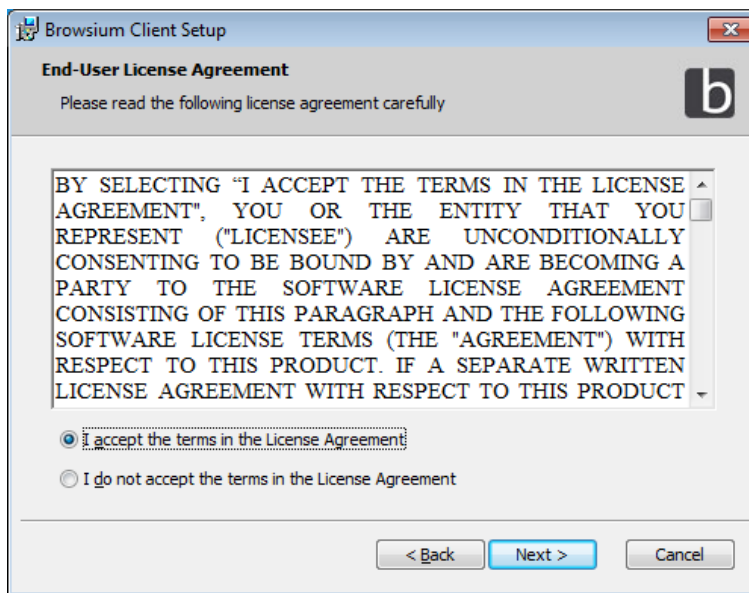 Browsium Client Setup
End-User License Agreement
Please read the following license agreement carefully
b
BY SELECTING “I ACCEPT THE TERMS IN THE LICENSE
AGREEMENT", YOU OR THE ENTITY THAT YOU
REPRESENT ("LICENSEE") ARE UNCONDITIONALLY
CONSENTING TO BE BOUND BY AND ARE BECOMING A
PARTY TO THE SOFTWARE LICENSE AGREEMENT
CONSISTING OF THIS PARAGRAPH AND THE FOLLOWING
SOFTWARE LICENSE TERMS (THE "AGREEMENT") WITH
RESPECT TO THIS PRODUCT. IF A SEPARATE WRITTEN
LICENSE AGREEMENT WITH RESPECT TO THIS PRODUCT
I accept the terms in the License Agreement
I do not accept the terms in the License Agreement
< Back Next > Cancel